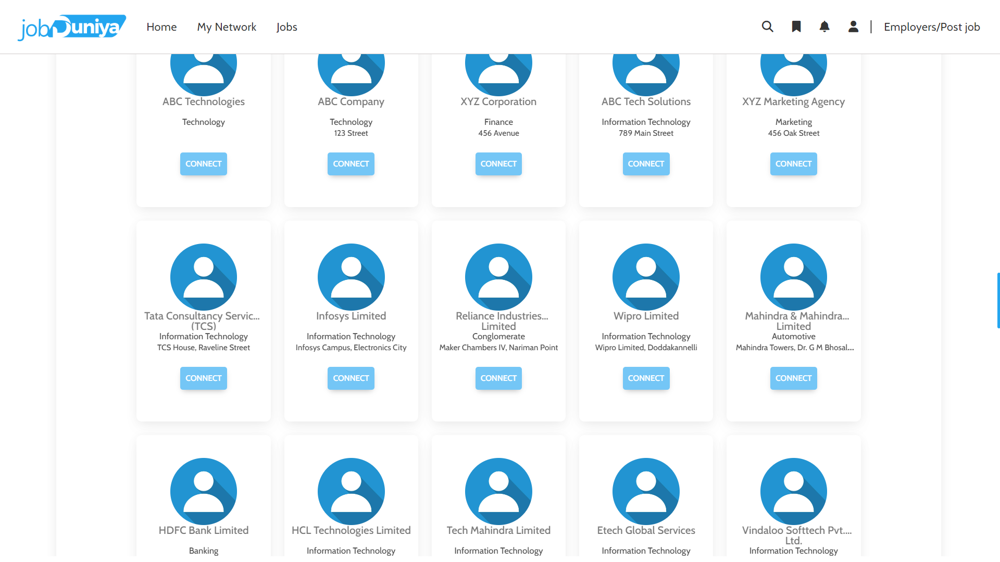 jobDuniya Home My Network Jobs Employers/Post job
ABC Technologies ABC Company XYZ Corporation ABC Tech Solutions XYZ Marketing Agency
Technology Technology Finance Information Technology Marketing
123 Street 456 Avenue 789 Main Street 456 Oak Street
CONNECT CONNECT CONNECT CONNECT CONNECT
Tata Consultancy Servic... Infosys Limited Reliance Industries... Wipro Limited Mahindra & Mahindra...
(TCS) Limited Limited
Information Technology Information Technology Conglomerate Information Technology Automotive
TCS House, Raveline Street Infosys Campus, Electronics City Maker Chambers IV, Nariman Point Wipro Limited, Doddakannelli Mahindra Towers, Dr. G M Bhosal...
CONNECT CONNECT CONNECT CONNECT CONNECT
HDFC Bank Limited HCL Technologies Limited Tech Mahindra Limited Etech Global Services Vindaloo Softtech Pvt....
Ltd.
Banking Information Technology Information Technology Information Technology Information Technology